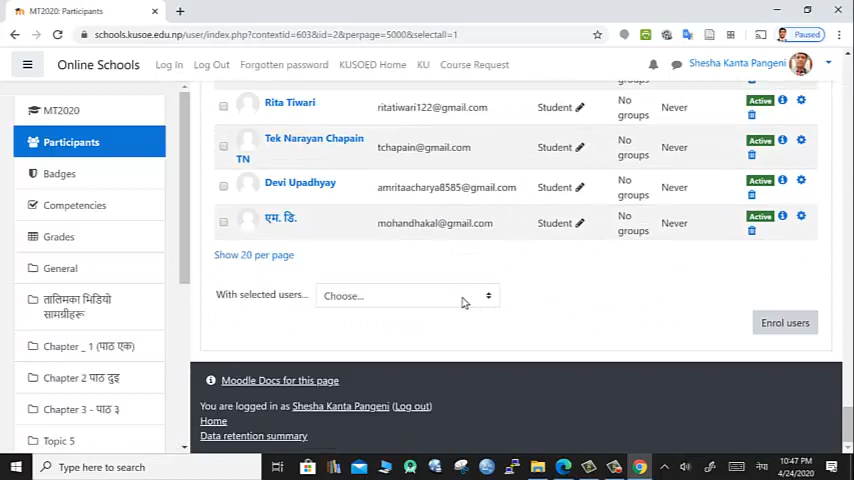 MT2020: Participants
schools.kusoe.edu.np/user/index.php?contextid=603&id=2&perpage=5000&selectall=1
Paused
Online Schools
Log In
Log Out
Forgotten password
KUSOED Home
KU
Course Request
Shesha Kanta Pangeni
MT2020
Participants
Badges
Competencies
Grades
General
तालिमका भिडियो
सामग्रीहरू
Chapter _ 1 (पाठ एक)
Chapter 2 पाठ दुइ
Chapter 3 - पाठ ३
Topic 5
groups
Rita Tiwari ritatiwari122@gmail.com Student No groups Never Active
Tek Narayan Chapain TN tchapain@gmail.com Student No groups Never Active
Devi Upadhyay amritaacharya8585@gmail.com Student No groups Never Active
एम. डि. mohandhakal@gmail.com Student No groups Never Active
Show 20 per page
With selected users... Choose...
Enrol users
Moodle Docs for this page
You are logged in as Shesha Kanta Pangeni (Log out)
Home
Data retention summary
Type here to search
नेपा
10:47 PM
4/24/2020